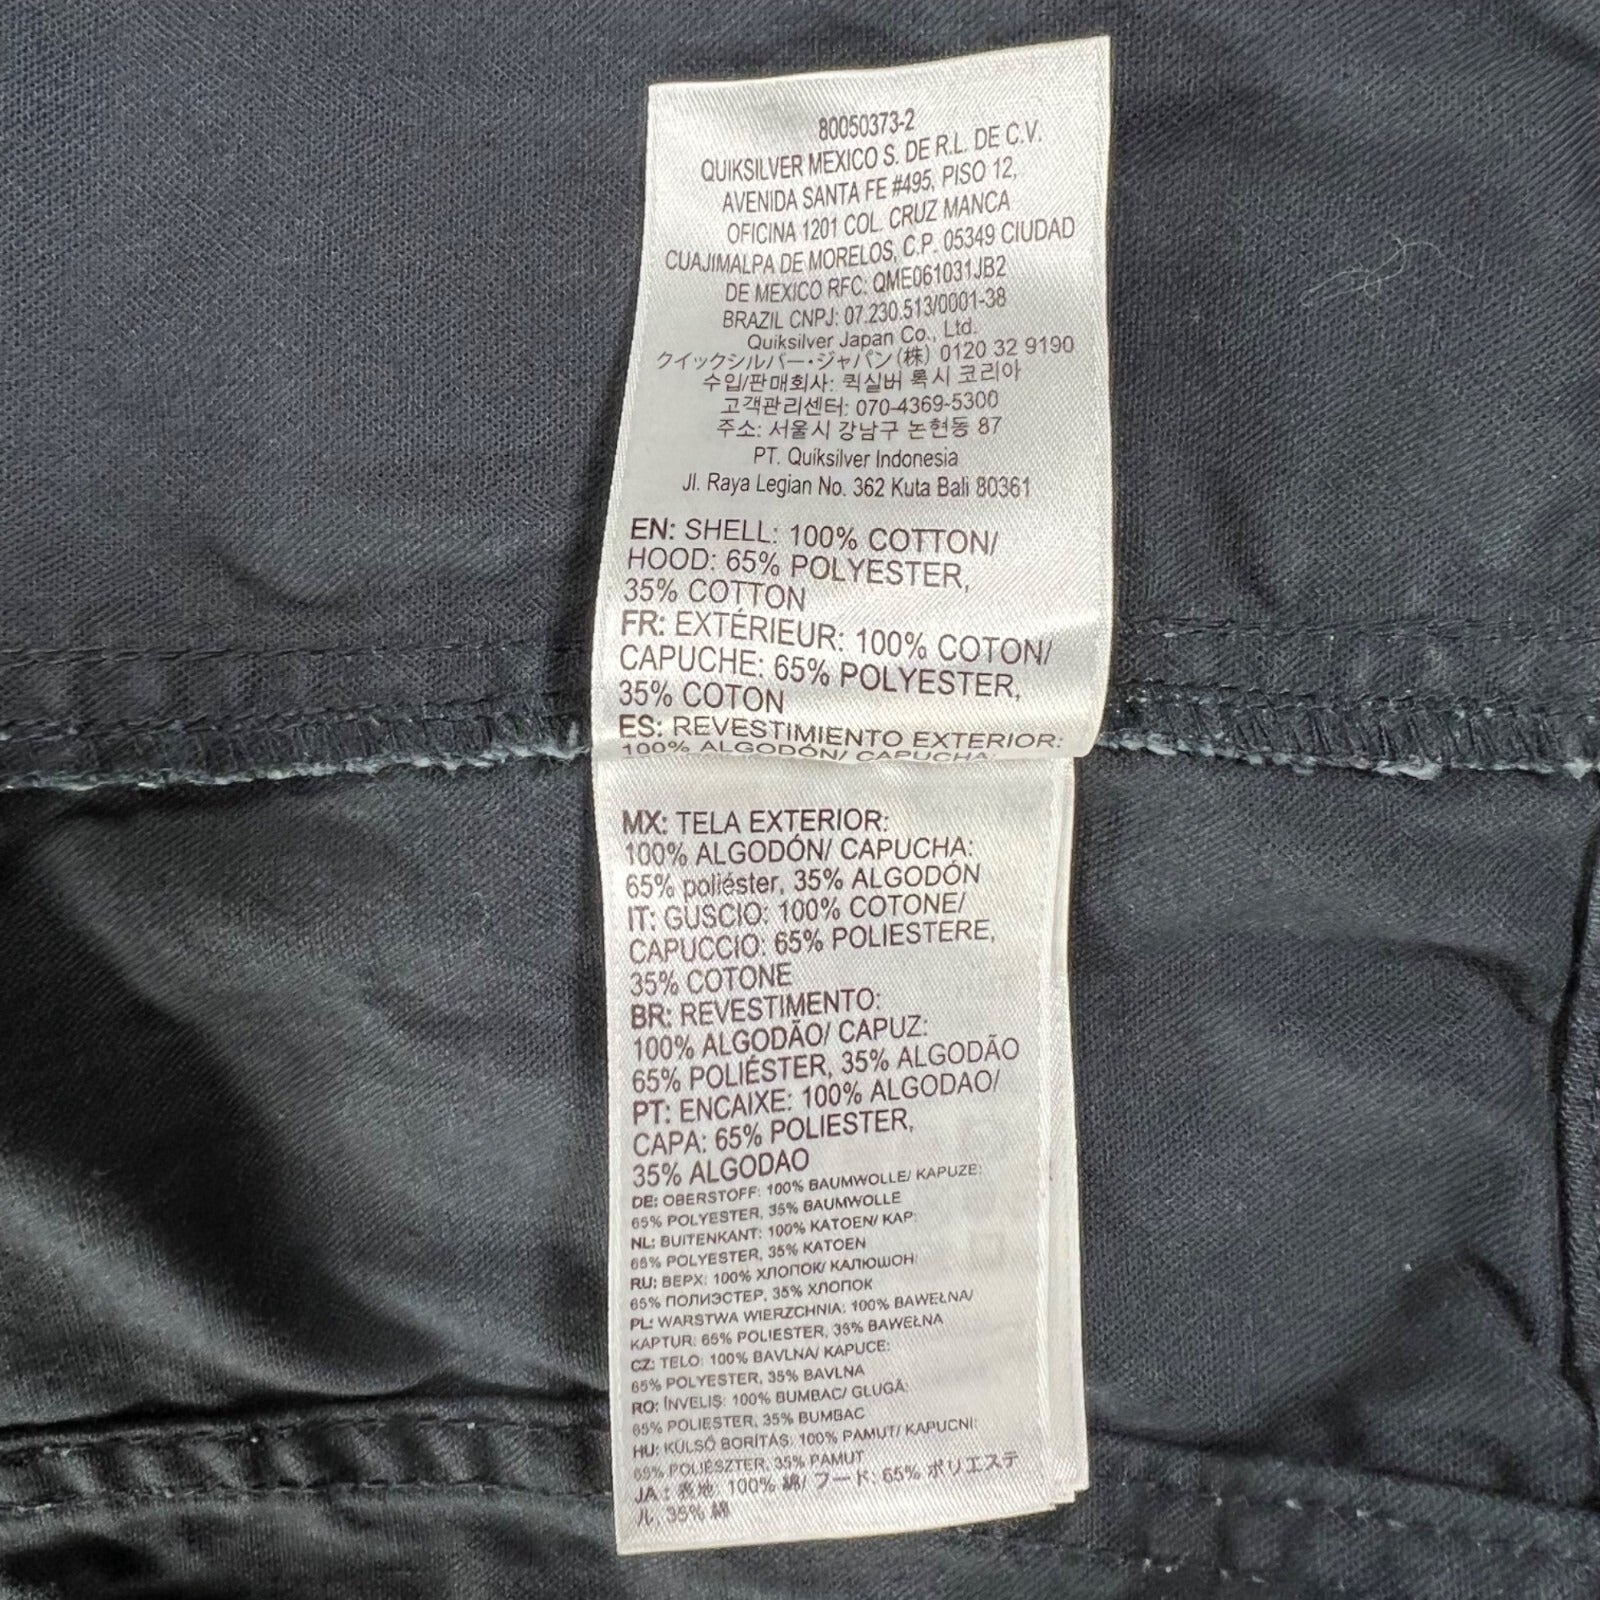 80050373-2
QUIKSILVER MEXICO S. DE R.L. DE C.V.
AVENIDA SANTA FE #495, PISO 12,
OFICINA 1201 COL. CRUZ MANCA
CUAJIMALPA DE MORELOS, C.P. 05349 CIUDAD
DE MEXICO RFC: QME061031JB2
BRAZIL CNPJ: 07.230.513/0001-38
Quiksilver Japan Co., Ltd.
クイックシルバー・ジャパン(株) 0120 32 9190
수입/판매회사: 퀵실버 록시 코리아
고객관리센터: 070-4369-5300
주소: 서울시 강남구 논현동 87
PT. Quiksilver Indonesia
Jl. Raya Legian No. 362 Kuta Bali 80361
EN: SHELL: 100% COTTON/
HOOD: 65% POLYESTER,
35% COTTON
FR: EXTÉRIEUR: 100% COTON/
CAPUCHE: 65% POLYESTER,
35% COTON
ES: REVESTIMIENTO EXTERIOR:
100% ALGODÓN/ CAPUCHA:
MX: TELA EXTERIOR:
100% ALGODÓN/ CAPUCHA:
65% poliéster, 35% ALGODÓN
IT: GUSCIO: 100% COTONE/
CAPUCCIO: 65% POLIESTERE,
35% COTONE
BR: REVESTIMENTO:
100% ALGODÃO/ CAPUZ:
65% POLIÉSTER, 35% ALGODÃO
PT: ENCAIXE: 100% ALGODAO/
CAPA: 65% POLIESTER,
35% ALGODAO
DE: OBERSTOFF: 100% BAUMWOLLE/ KAPUZE:
65% POLYESTER, 35% BAUMWOLLE
NL: BUITENKANT: 100% KATOEN/ KAP:
65% POLYESTER, 35% KATOEN
RU: ВЕРХ: 100% ХЛОПОК/ КАПЮШОН:
65% ПОЛИЭСТЕР, 35% ХЛОПОК
PL: WARSTWA WIERZCHNIA: 100% BAWEŁNA/
KAPTUR: 65% POLIESTER, 35% BAWEŁNA
CZ: TELO: 100% BAVLNA/ KAPUCE:
65% POLYESTER, 35% BAVLNA
RO: ÎNVELIȘ: 100% BUMBAC/ GLUGĂ:
65% POLIESTER, 35% BUMBAC
HU: KÜLSŐ BORÍTÁS: 100% PAMUT/ KAPUCNI:
65% POLIÉSZTER, 35% PAMUT
JA : 表地: 100% 綿/ フード: 65% ポリエステ
ル, 35% 綿